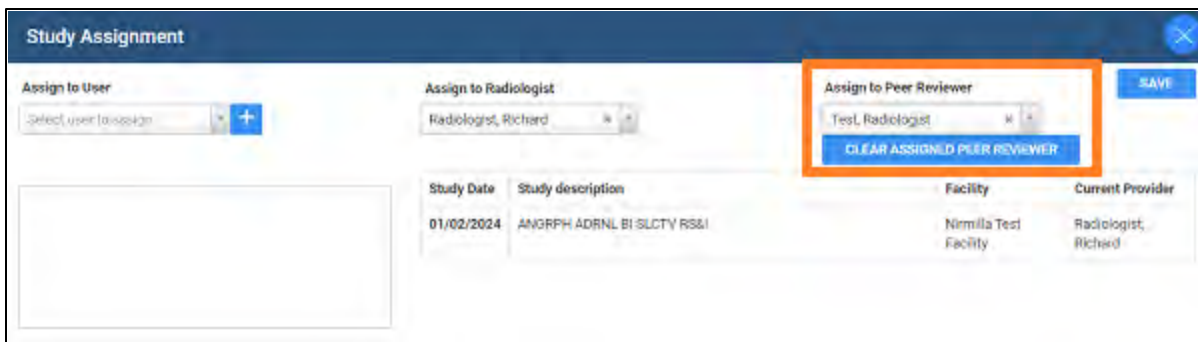 Study Assignment
Assign to User
Select user to assign
+
Assign to Radiologist
Radiologist, Richard
Assign to Peer Reviewer
Test, Radiologist
CLEAR ASSIGNED PEER REVIEWER
SAVE
Study Date Study description Facility Current Provider
01/02/2024 ANGRPH ADRNL BI SLCTV RS&I Nirmilla Test Radiologist,
Facility Richard